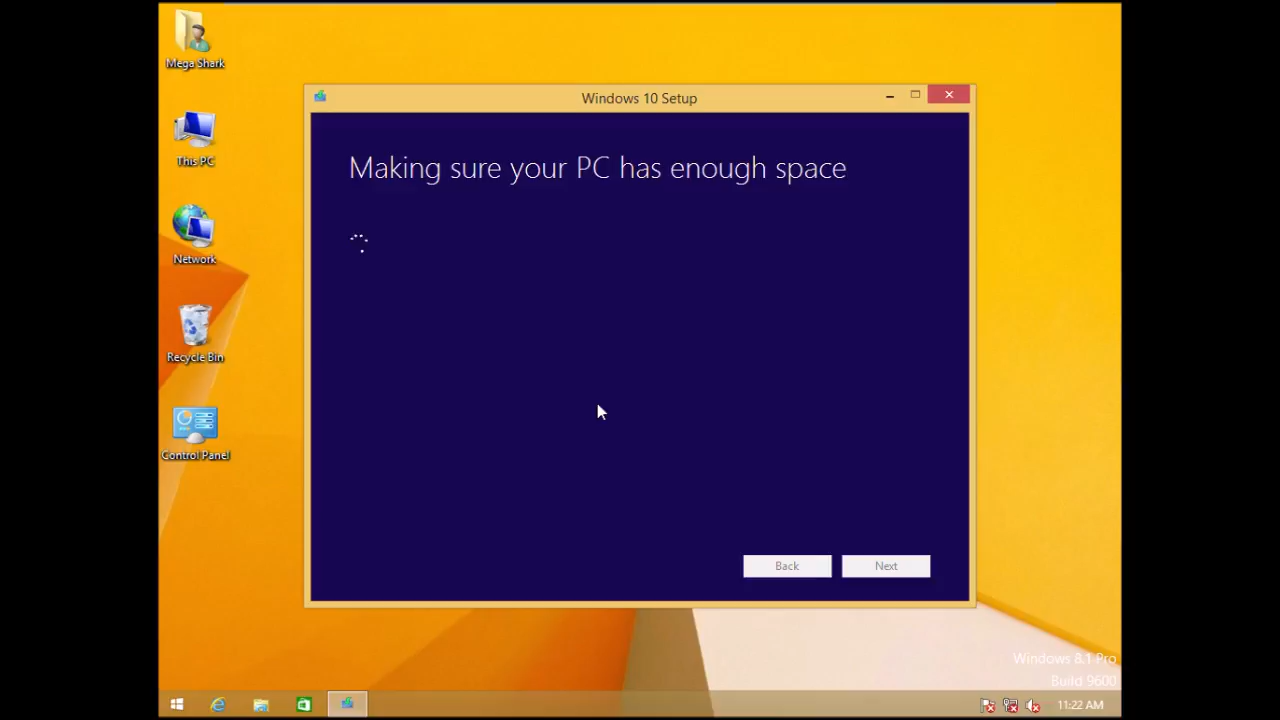 Mega Shark
This PC
Network
Recycle Bin
Control Panel
Windows 10 Setup
Making sure your PC has enough space
Back
Next
Windows 8.1 Pro
Build 9600
11:22 AM